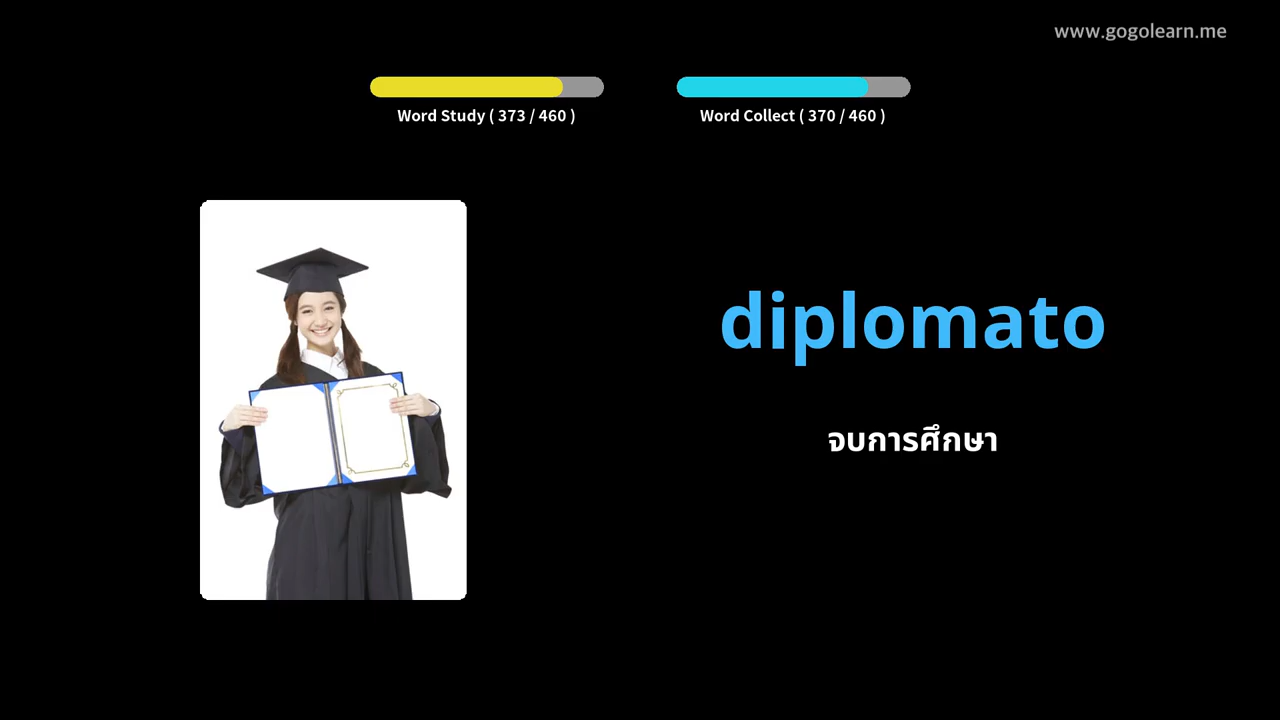 www.gogolearn.me
Word Study ( 373 / 460 )
Word Collect ( 370 / 460 )
diplomato
จบการศึกษา